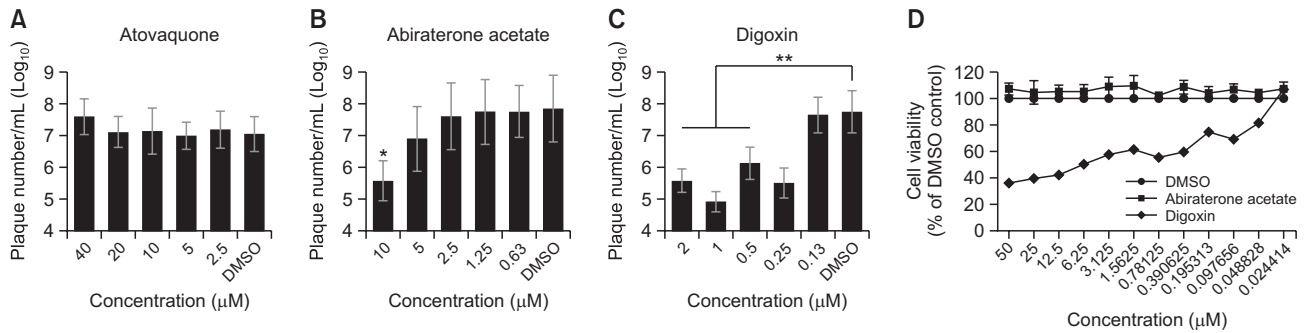 A
Atovaquone
Plaque number/mL (Log10)
9
8
7
6
5
4
40
20
10
5
2.5
DMSO
Concentration (μM)
B
Abiraterone acetate
Plaque number/mL (Log10)
9
8
7
6
5
4
*
10
5
2.5
1.25
0.63
DMSO
Concentration (μM)
C
Digoxin
Plaque number/mL (Log10)
9
8
7
6
5
4
**
2
1
0.5
0.25
0.13
DMSO
Concentration (μM)
D
Cell viability
(% of DMSO control)
120
100
80
60
40
20
0
DMSO
Abiraterone acetate
Digoxin
50
25
12.5
6.25
3.125
1.5625
0.78125
0.390625
0.195313
0.097656
0.048828
0.024414
Concentration (μM)